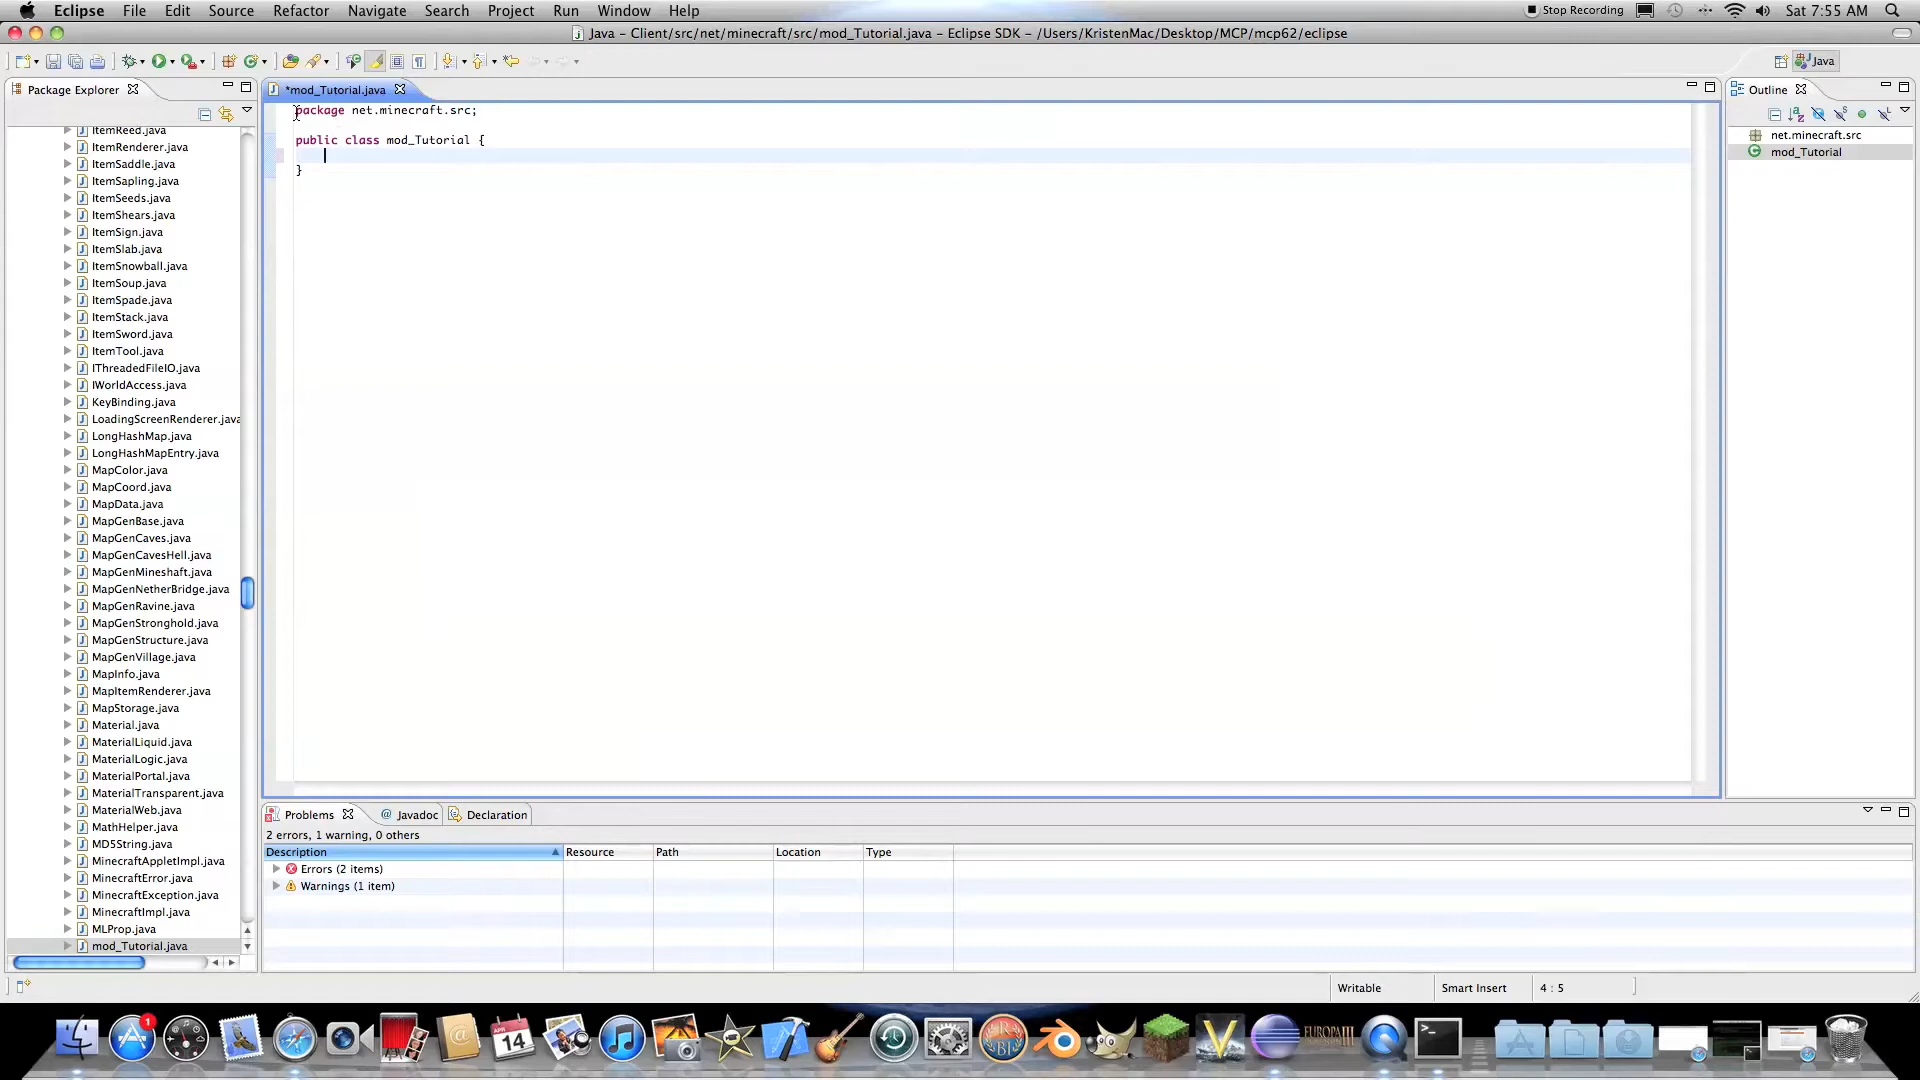 Eclipse File Edit Source Refactor Navigate Search Project Run Window Help Stop Recording Sat 7:55 AM
Java – Client/src/net/minecraft/src/mod_Tutorial.java – Eclipse SDK – /Users/KristenMac/Desktop/MCP/mcp62/eclipse
Java
Package Explorer
*mod_Tutorial.java
Outline
package net.minecraft.src;
public class mod_Tutorial {
}
net.minecraft.src
mod_Tutorial
ItemReed.java
ItemRenderer.java
ItemSaddle.java
ItemSapling.java
ItemSeeds.java
ItemShears.java
ItemSign.java
ItemSlab.java
ItemSnowball.java
ItemSoup.java
ItemSpade.java
ItemStack.java
ItemSword.java
ItemTool.java
IThreadedFileIO.java
IWorldAccess.java
KeyBinding.java
LoadingScreenRenderer.java
LongHashMap.java
LongHashMapEntry.java
MapColor.java
MapCoord.java
MapData.java
MapGenBase.java
MapGenCaves.java
MapGenCavesHell.java
MapGenMineshaft.java
MapGenNetherBridge.java
MapGenRavine.java
MapGenStronghold.java
MapGenStructure.java
MapGenVillage.java
MapInfo.java
MapItemRenderer.java
MapStorage.java
Material.java
MaterialLiquid.java
MaterialLogic.java
MaterialPortal.java
MaterialTransparent.java
MaterialWeb.java
MathHelper.java
MD5String.java
MinecraftAppletImpl.java
MinecraftError.java
MinecraftException.java
MinecraftImpl.java
MLProp.java
mod_Tutorial.java
Problems @ Javadoc Declaration
2 errors, 1 warning, 0 others
Description Resource Path Location Type
Errors (2 items)
Warnings (1 item)
Writable Smart Insert 4 : 5
1
APR
14
EUROPA III